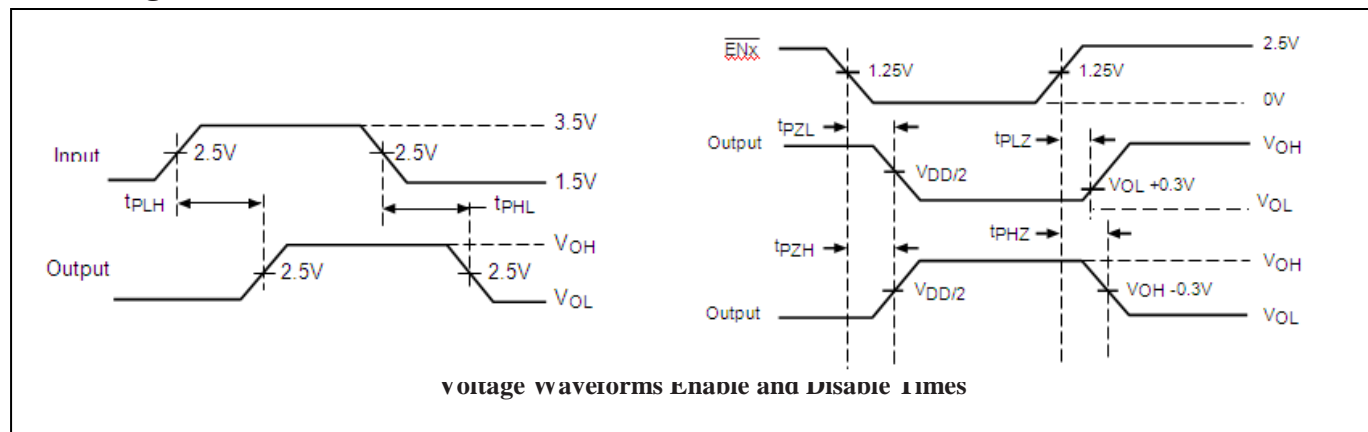 Input
2.5V
2.5V
3.5V
1.5V
tPLH
tPHL
Output
2.5V
2.5V
VOH
VOL
ENx
1.25V
1.25V
2.5V
0V
tPZL
tPLZ
Output
VDD/2
VOL +0.3V
VOH
VOL
tPZH
tPHZ
Output
VDD/2
VOH -0.3V
VOH
VOL
Voltage Waveforms Enable and Disable Times